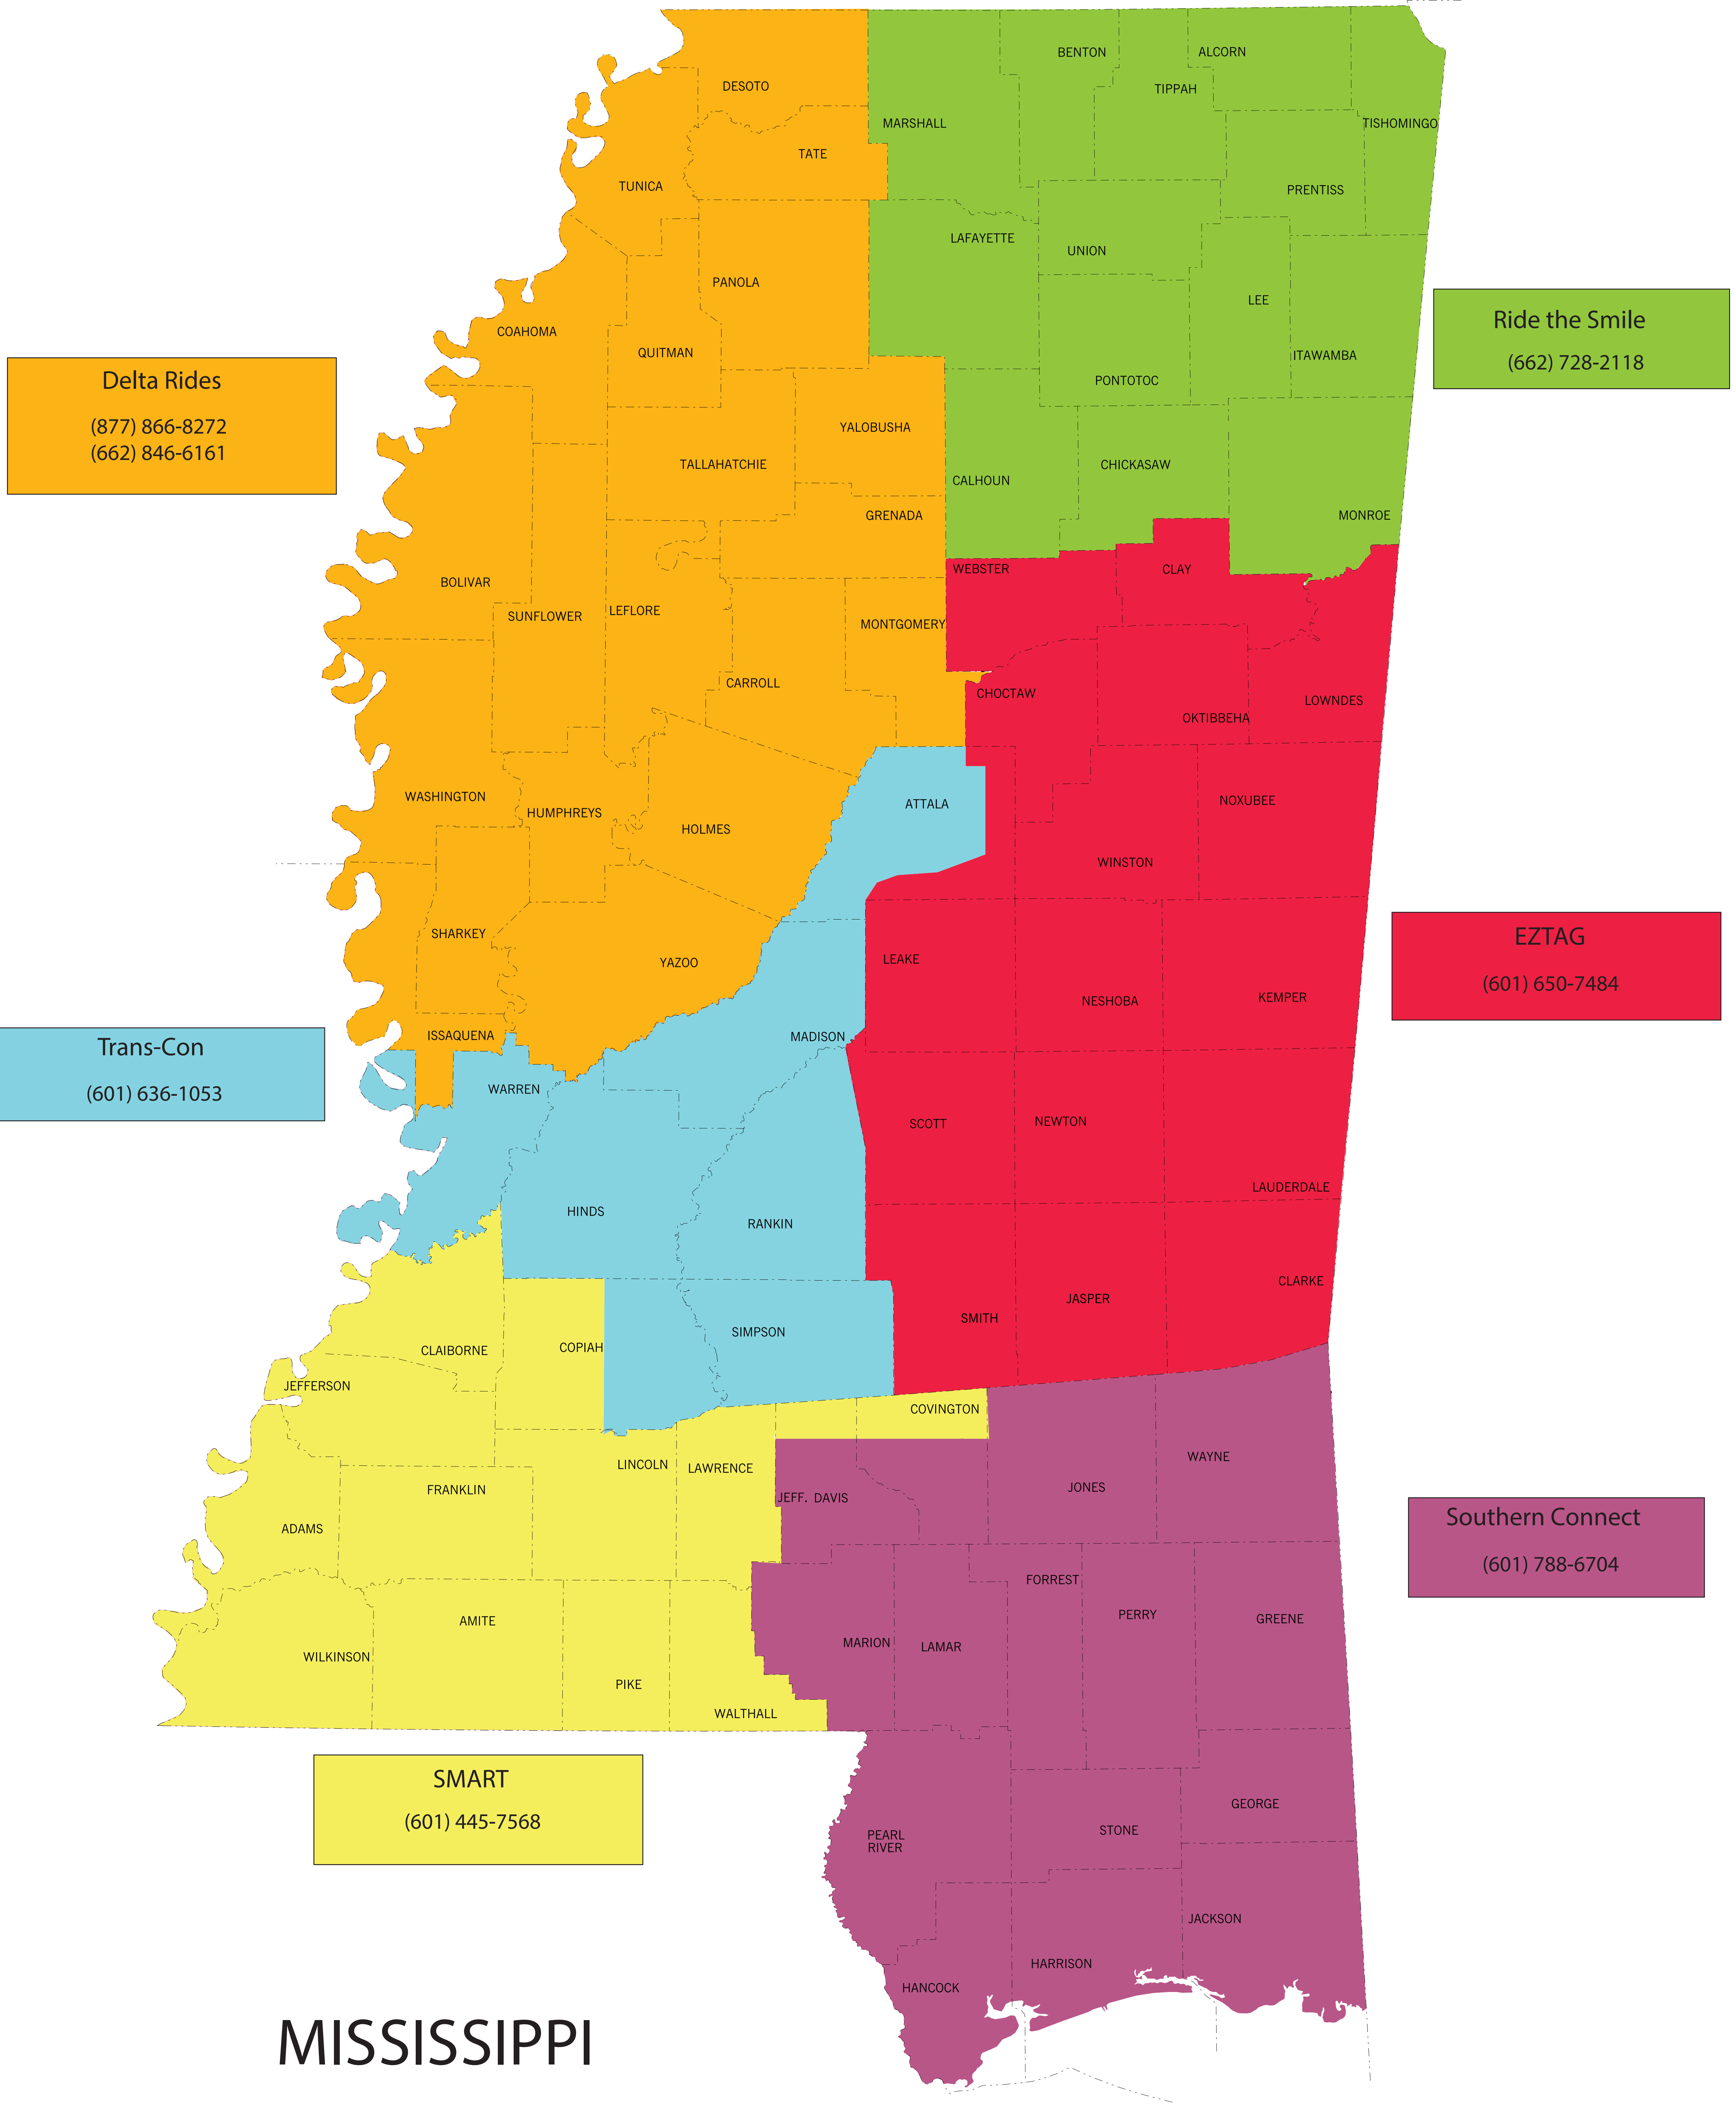 BENTON
ALCORN
DESOTO
TIPPAH
MARSHALL
TISHOMINGO
TATE
TUNICA
PRENTISS
LAFAYETTE
UNION
PANOLA
LEE
Ride the Smile
(662) 728-2118
COAHOMA
QUITMAN
ITAWAMBA
PONTOTOC
Delta Rides
(877) 866-8272
(662) 846-6161
YALOBUSHA
TALLAHATCHIE
CHICKASAW
CALHOUN
GRENADA
MONROE
WEBSTER
CLAY
BOLIVAR
SUNFLOWER
LEFLORE
MONTGOMERY
CARROLL
CHOCTAW
LOWNDES
OKTIBBEHA
WASHINGTON
HUMPHREYS
ATTALA
NOXUBEE
HOLMES
WINSTON
SHARKEY
YAZOO
LEAKE
EZTAG
(601) 650-7484
NESHOBA
KEMPER
ISSAQUENA
MADISON
Trans-Con
(601) 636-1053
WARREN
SCOTT
NEWTON
LAUDERDALE
HINDS
RANKIN
CLARKE
JASPER
SMITH
SIMPSON
COPIAH
CLAIBORNE
JEFFERSON
COVINGTON
WAYNE
LINCOLN
LAWRENCE
JONES
FRANKLIN
JEFF. DAVIS
ADAMS
Southern Connect
(601) 788-6704
FORREST
PERRY
GREENE
AMITE
MARION
LAMAR
WILKINSON
PIKE
WALTHALL
SMART
(601) 445-7568
GEORGE
STONE
PEARL
RIVER
JACKSON
HARRISON
HANCOCK
MISSISSIPPI